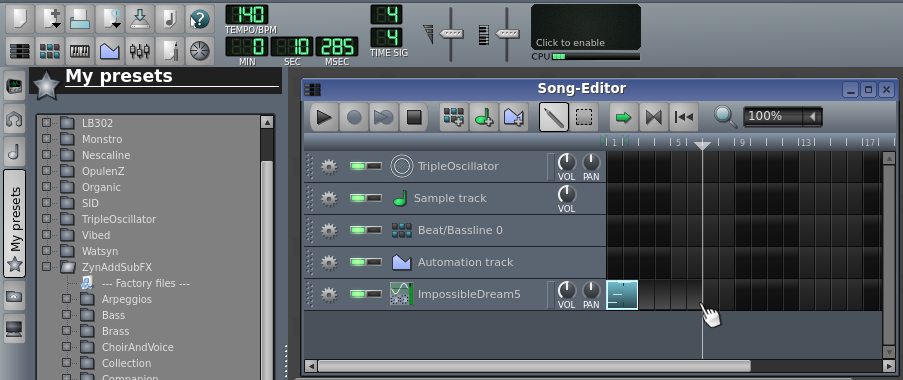 140
TEMPO/BPM
0 10 285
MIN SEC MSEC
4
4
TIME SIG
Click to enable
CPU
My presets
My presets
LB302
Monstro
Nescaline
OpulenZ
Organic
SID
TripleOscillator
Vibed
Watsyn
ZynAddSubFX
--- Factory files ---
Arpeggios
Bass
Brass
ChoirAndVoice
Collection
Companion
Song-Editor
100%
1 5 9 13 17
TripleOscillator VOL PAN
Sample track VOL
Beat/Bassline 0
Automation track
ImpossibleDream5 VOL PAN